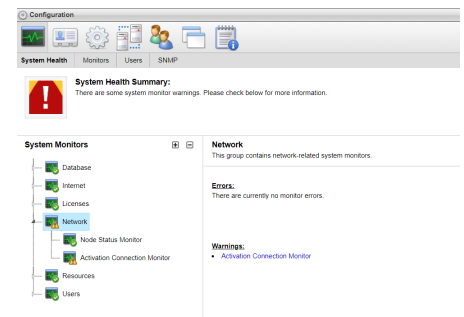 Configuration
System Health Monitors Users SNMP
System Health Summary:
There are some system monitor warnings. Please check below for more information.
System Monitors
Database
Internet
Licenses
Network
Node Status Monitor
Activation Connection Monitor
Resources
Users
Network
This group contains network-related system monitors.
Errors:
There are currently no monitor errors.
Warnings:
• Activation Connection Monitor